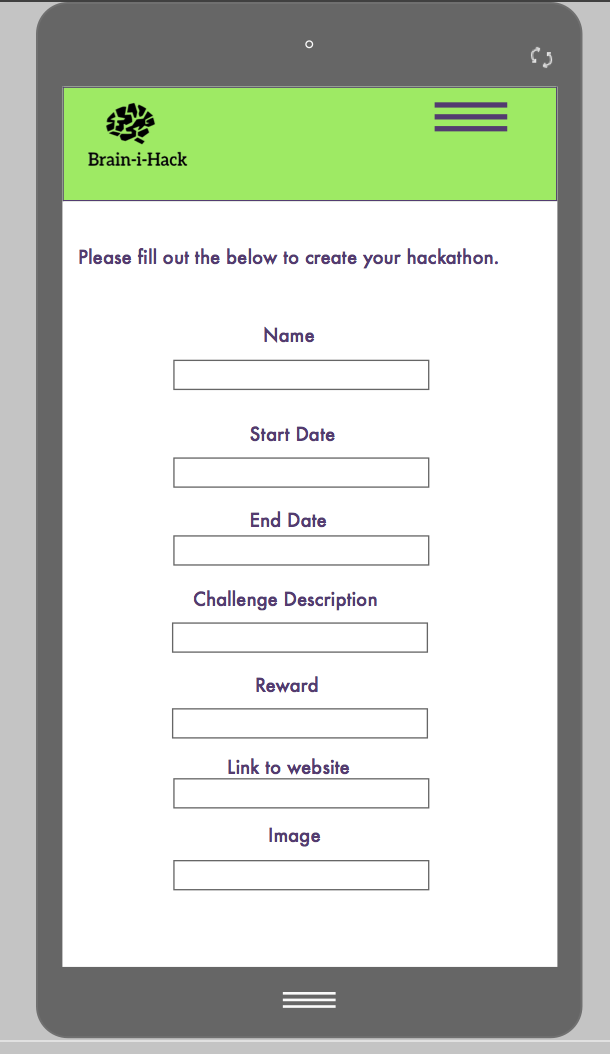 Brain-i-Hack
Please fill out the below to create your hackathon.
Name
Start Date
End Date
Challenge Description
Reward
Link to website
Image